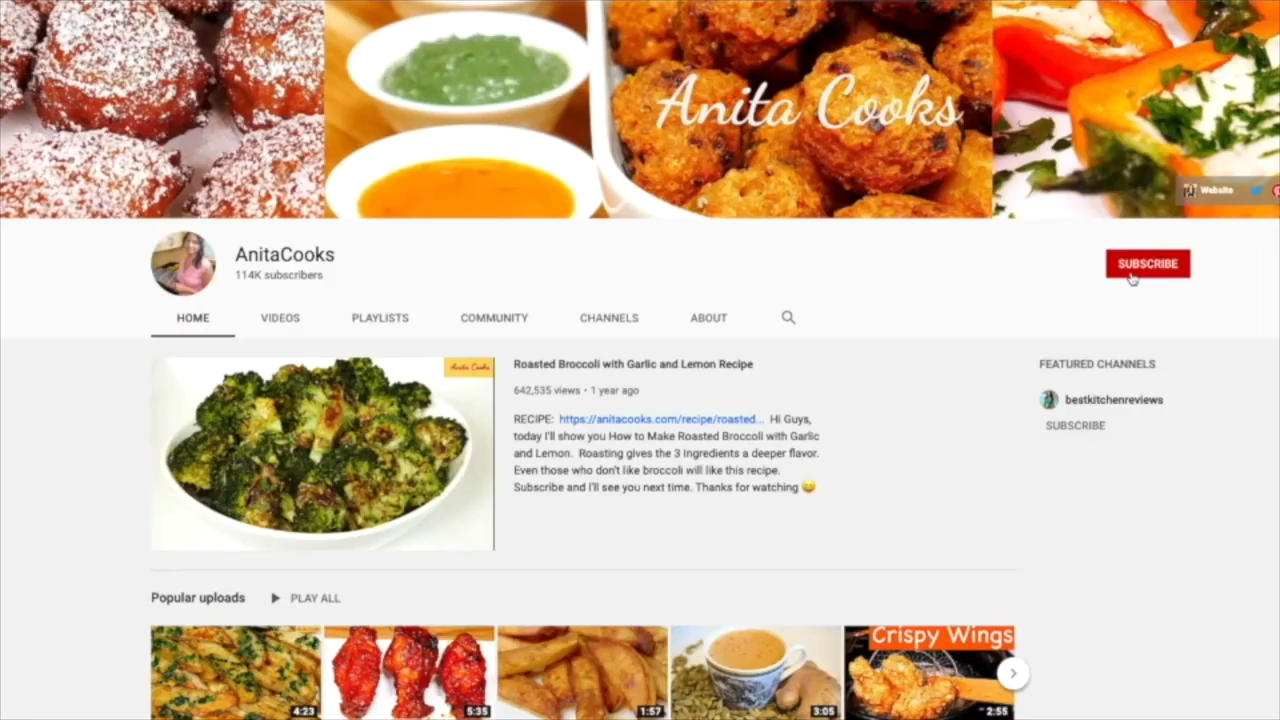 Anita Cooks
Website
AnitaCooks
114K subscribers
SUBSCRIBE
HOME VIDEOS PLAYLISTS COMMUNITY CHANNELS ABOUT
Anita Cooks
Roasted Broccoli with Garlic and Lemon Recipe
642,535 views • 1 year ago
RECIPE: https://anitacooks.com/recipe/roasted... Hi Guys,
today I'll show you How to Make Roasted Broccoli with Garlic
and Lemon. Roasting gives the 3 Ingredients a deeper flavor.
Even those who don't like broccoli will like this recipe.
Subscribe and I'll see you next time. Thanks for watching 😄
FEATURED CHANNELS
bestkitchenreviews
SUBSCRIBE
Popular uploads PLAY ALL
Crispy Wings
4:23 5:35 1:57 3:05 2:55